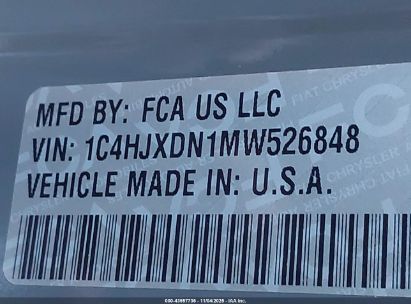 MFD BY: FCA US LLC
VIN: 1C4HJXDN1MW526848
VEHICLE MADE IN: U.S.A.